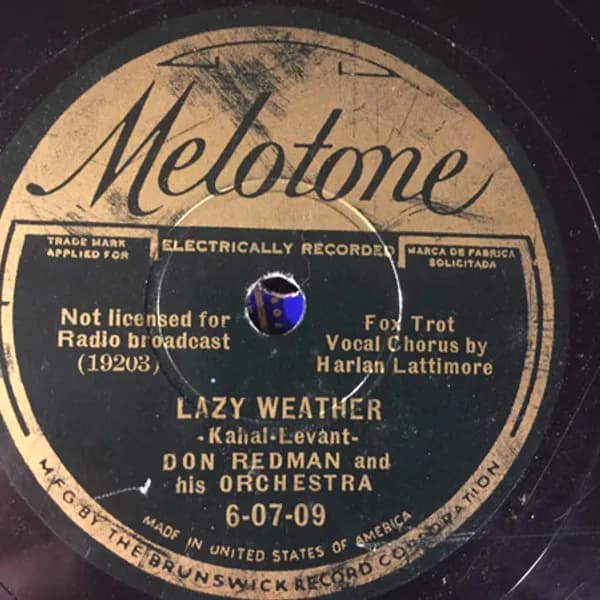 Melotone
TRADE MARK
APPLIED FOR
ELECTRICALLY RECORDED
MARCA DE FABRICA
SOLICITADA
Not licensed for
Radio broadcast
(19203)
Fox Trot
Vocal Chorus by
Harlan Lattimore
LAZY WEATHER
-Kahal-Levant-
DON REDMAN and
his ORCHESTRA
6-07-09
MADE IN UNITED STATES OF AMERICA
MFG BY THE BRUNSWICK RECORD CORPORATION